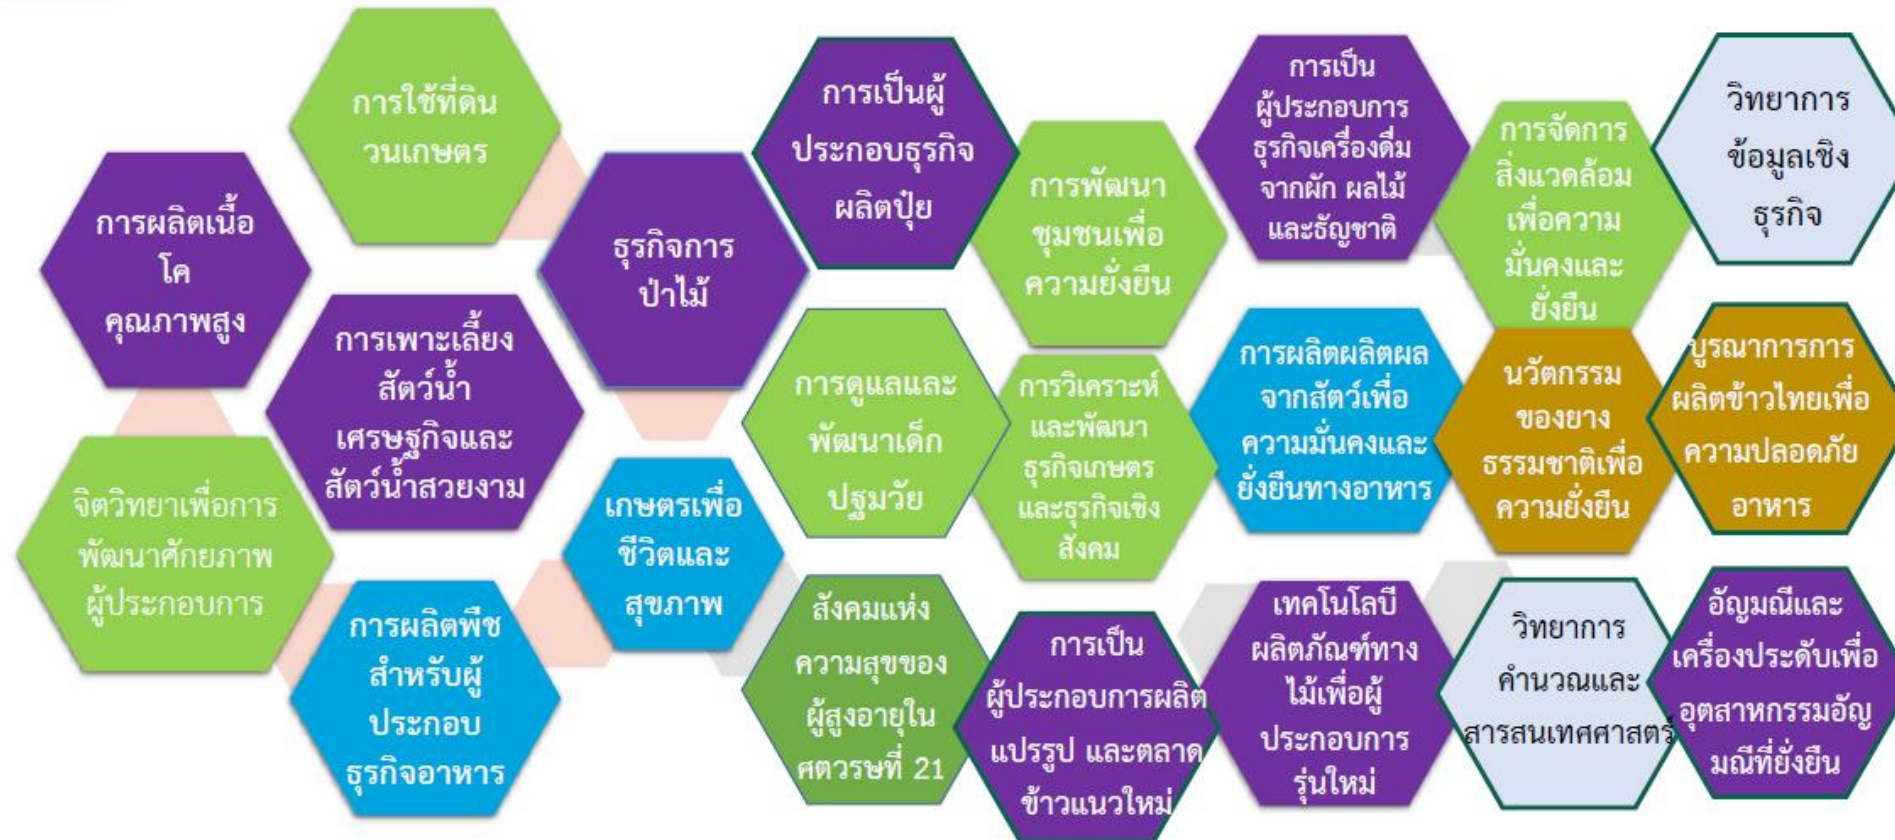 การใช้ที่ดิน
วนเกษตร
การผลิตเนื้อ
โค
คุณภาพสูง
ธุรกิจการ
ป่าไม้
การเพาะเลี้ยง
สัตว์น้ำ
เศรษฐกิจและ
สัตว์น้ำสวยงาม
จิตวิทยาเพื่อการ
พัฒนาศักยภาพ
ผู้ประกอบการ
การผลิตพืช
สำหรับผู้
ประกอบ
ธุรกิจอาหาร
เกษตรเพื่อ
ชีวิตและ
สุขภาพ
การเป็นผู้
ประกอบธุรกิจ
ผลิตปุ๋ย
การพัฒนา
ชุมชนเพื่อ
ความยั่งยืน
การเป็น
ผู้ประกอบการ
ธุรกิจเครื่องดื่ม
จากผัก ผลไม้
และธัญชาติ
การจัดการ
สิ่งแวดล้อม
เพื่อความ
มั่นคงและ
ยั่งยืน
วิทยาการ
ข้อมูลเชิง
ธุรกิจ
การดูแลและ
พัฒนาเด็ก
ปฐมวัย
การวิเคราะห์
และพัฒนา
ธุรกิจเกษตร
และธุรกิจเชิง
สังคม
การผลิตผลิตผล
จากสัตว์เพื่อ
ความมั่นคงและ
ยั่งยืนทางอาหาร
นวัตกรรม
ของยาง
ธรรมชาติเพื่อ
ความยั่งยืน
บูรณาการการ
ผลิตข้าวไทยเพื่อ
ความปลอดภัย
อาหาร
สังคมแห่ง
ความสุขของ
ผู้สูงอายุใน
ศตวรรษที่ 21
การเป็น
ผู้ประกอบการผลิต
แปรรูป และตลาด
ข้าวแนวใหม่
เทคโนโลบี
ผลิตภัณฑ์ทาง
ไม้เพื่อผู้
ประกอบการ
รุ่นใหม่
วิทยาการ
คำนวณและ
สารสนเทศศาสตร์
อัญมณีและ
เครื่องประดับเพื่อ
อุตสาหกรรมอัญ
มณีที่ยั่งยืน